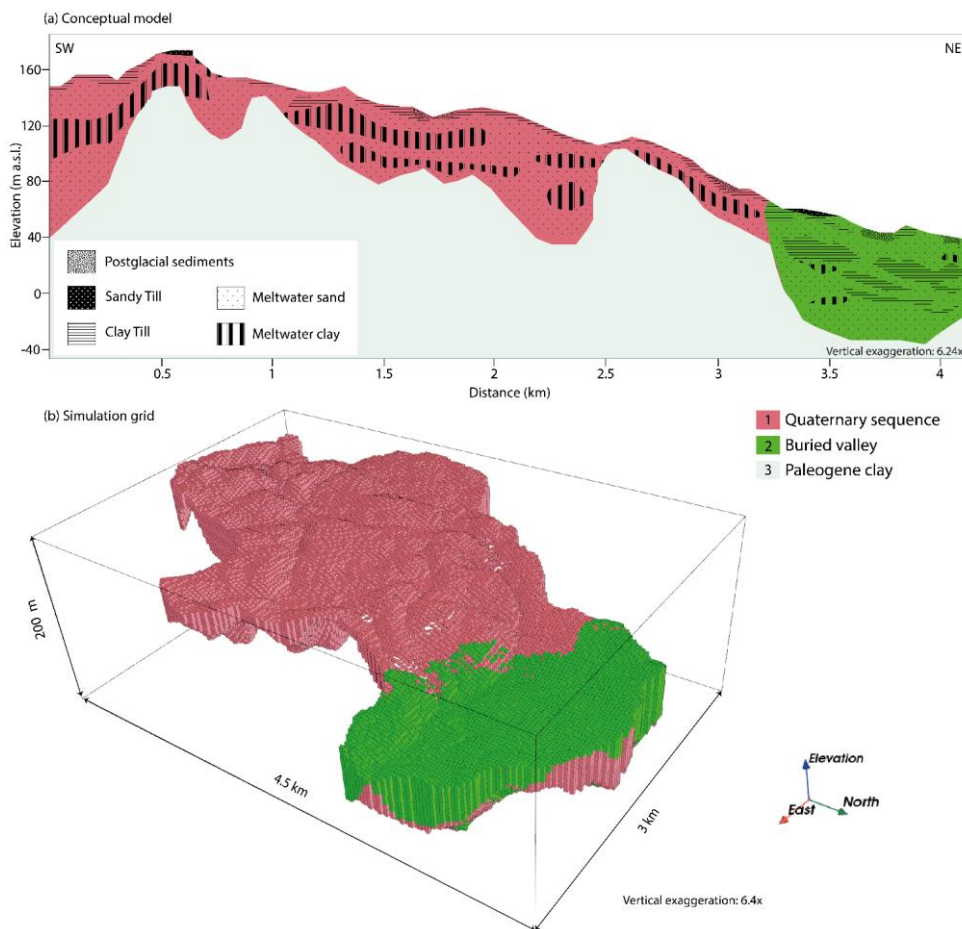 (a) Conceptual model
SW
NE
160
120
80
40
0
-40
Elevation (m a.s.l.)
Postglacial sediments
Sandy Till
Meltwater sand
Clay Till
Meltwater clay
Vertical exaggeration: 6.24x
0.5
1
1.5
2
2.5
3
3.5
4
Distance (km)
(b) Simulation grid
1 Quaternary sequence
2 Buried valley
3 Paleogene clay
200 m
4.5 km
3 km
Elevation
East
North
Vertical exaggeration: 6.4x